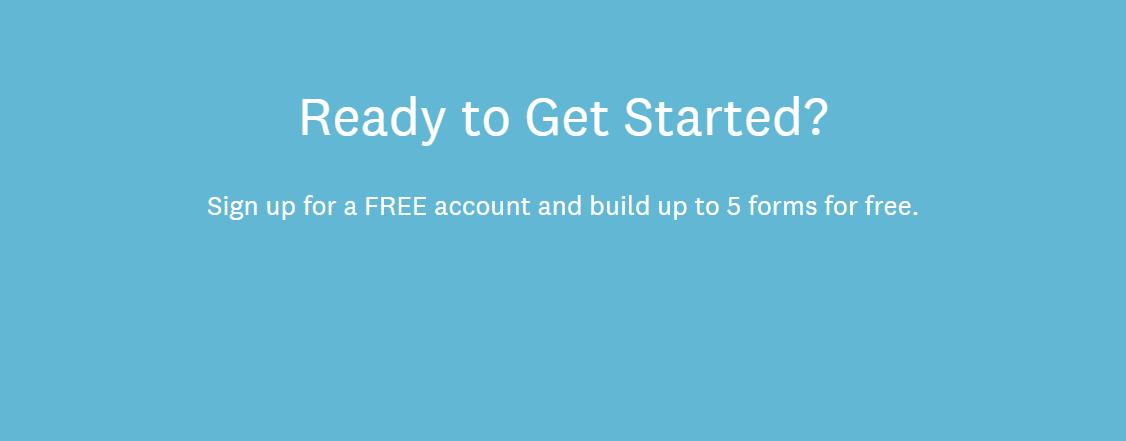 Ready to Get Started?
Sign up for a FREE account and build up to 5 forms for free.